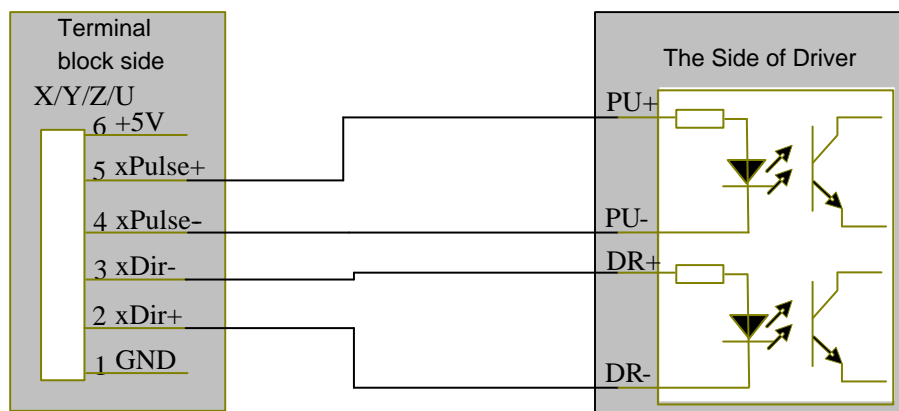 Terminal
block side
X/Y/Z/U
6 +5V
5 xPulse+
4 xPulse-
3 xDir-
2 xDir+
1 GND
The Side of Driver
PU+
PU-
DR+
DR-